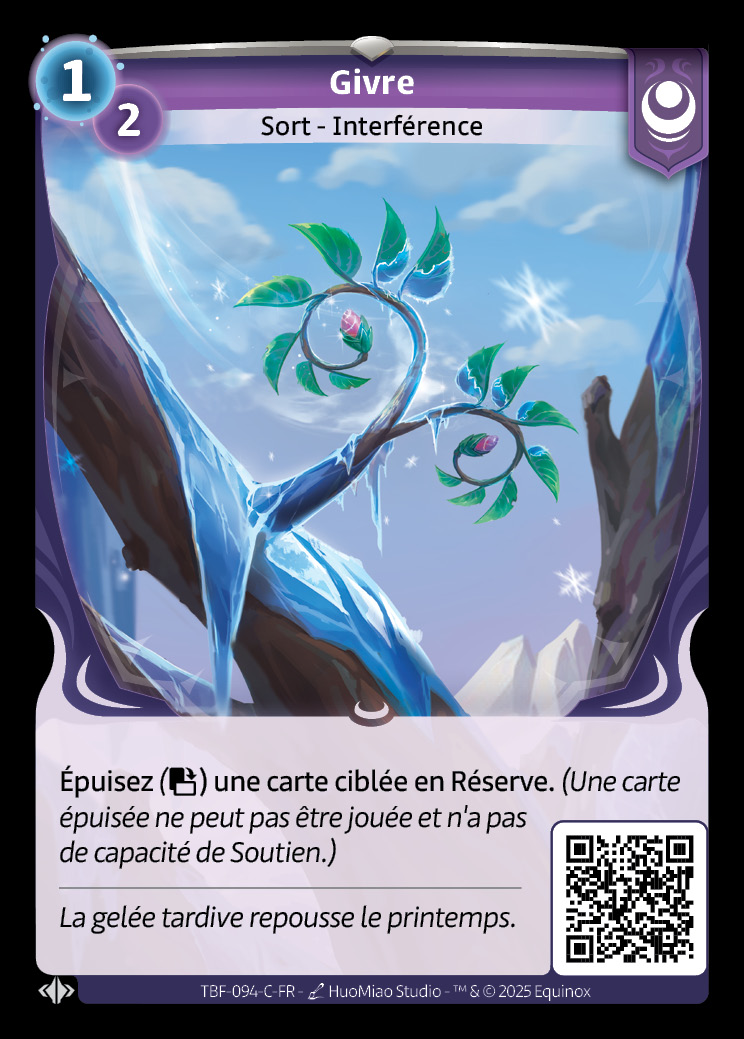 1
Givre
2
Sort - Interférence
Épuisez () une carte ciblée en Réserve. (Une carte
épuisée ne peut pas être jouée et n'a pas
de capacité de Soutien.)
La gelée tardive repousse le printemps.
TBF-094-C-FR - HuoMiao Studio - ™ & © 2025 Equinox